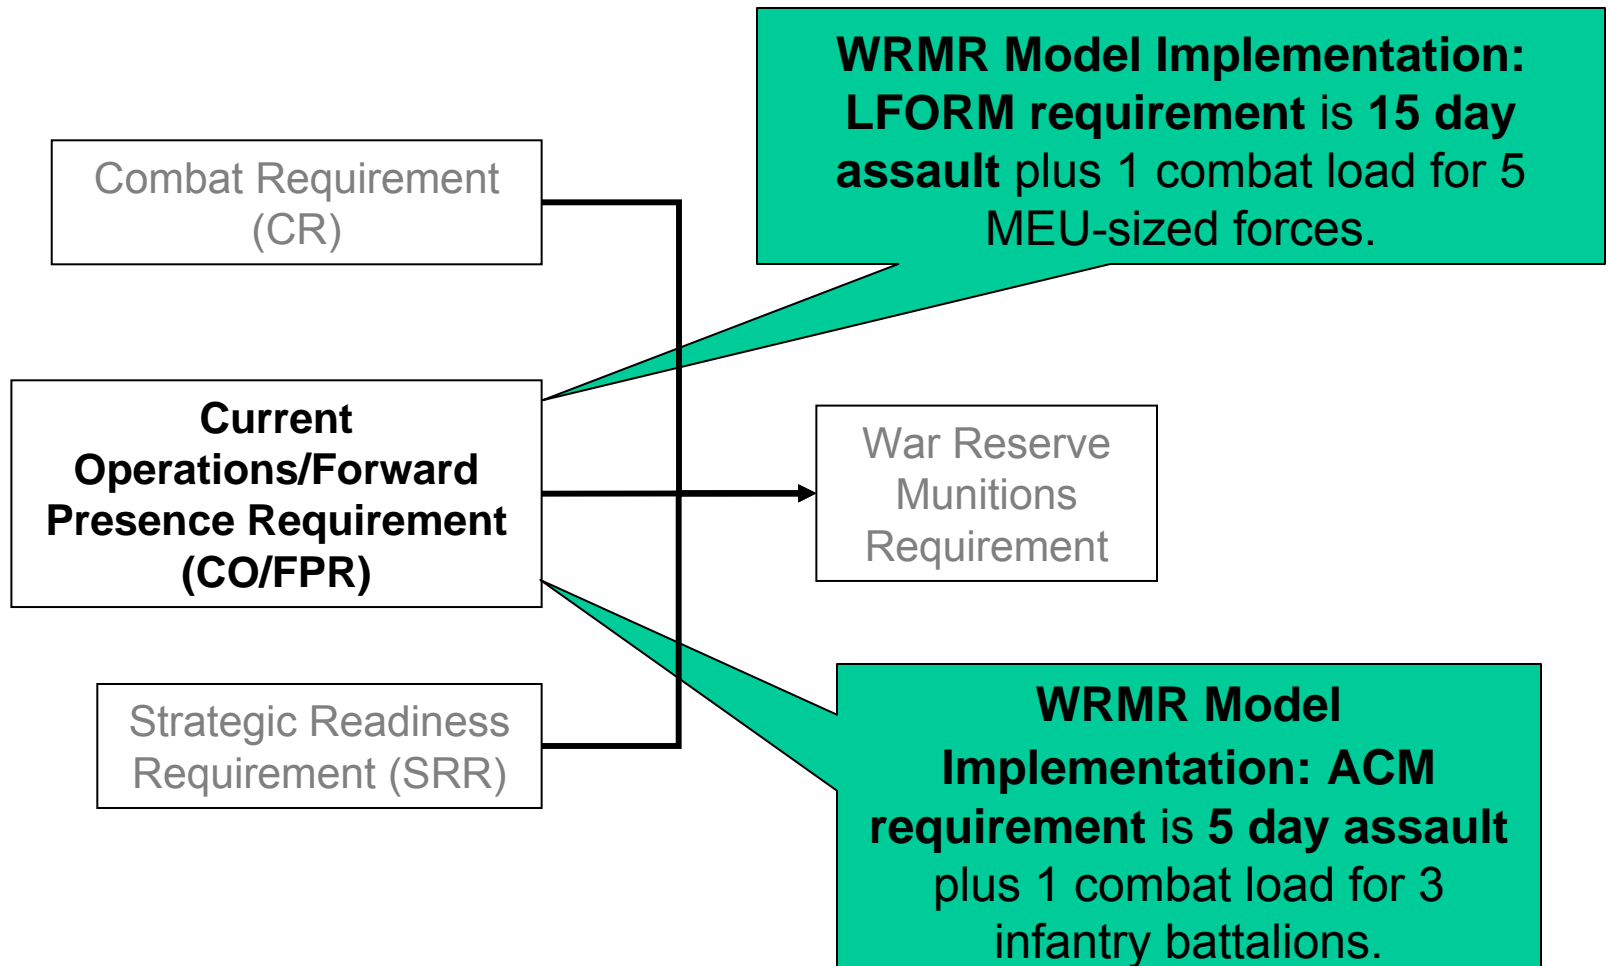 WRMR Model Implementation:
LFORM requirement is 15 day
assault plus 1 combat load for 5
MEU-sized forces.
Combat Requirement
(CR)
Current
Operations/Forward
Presence Requirement
(CO/FPR)
War Reserve
Munitions
Requirement
Strategic Readiness
Requirement (SRR)
WRMR Model
Implementation: ACM
requirement is 5 day assault
plus 1 combat load for 3
infantry battalions.